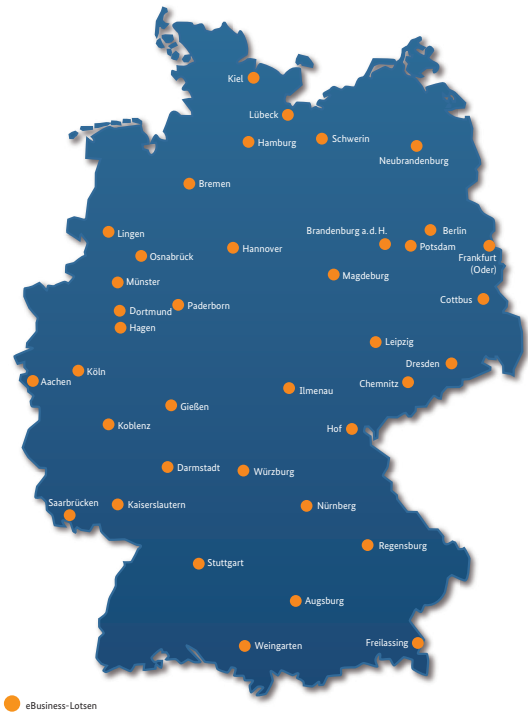 Kiel
Lübeck
Hamburg
Schwerin
Neubrandenburg
Bremen
Lingen
Osnabrück
Hannover
Brandenburg a.d.H.
Berlin
Potsdam
Frankfurt
(Oder)
Magdeburg
Münster
Cottbus
Dortmund
Paderborn
Hagen
Leipzig
Dresden
Köln
Aachen
Chemnitz
Ilmenau
Gießen
Koblenz
Hof
Darmstadt
Würzburg
Saarbrücken
Kaiserslautern
Nürnberg
Regensburg
Stuttgart
Augsburg
Weingarten
Freilassing
eBusiness-Lotsen